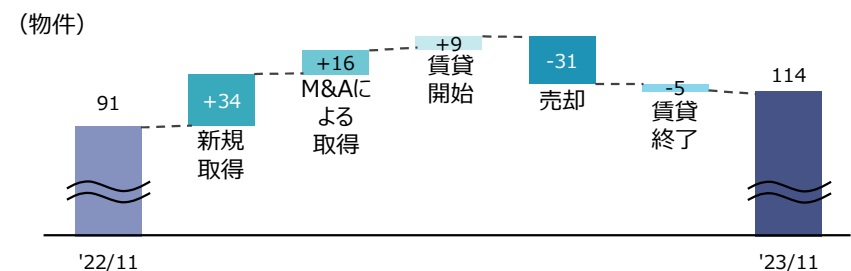 （物件）
91
+34
新規
取得
+16
M&Aに
よる
取得
+9
賃貸
開始
-31
売却
-5
賃貸
終了
114
'22/11
'23/11